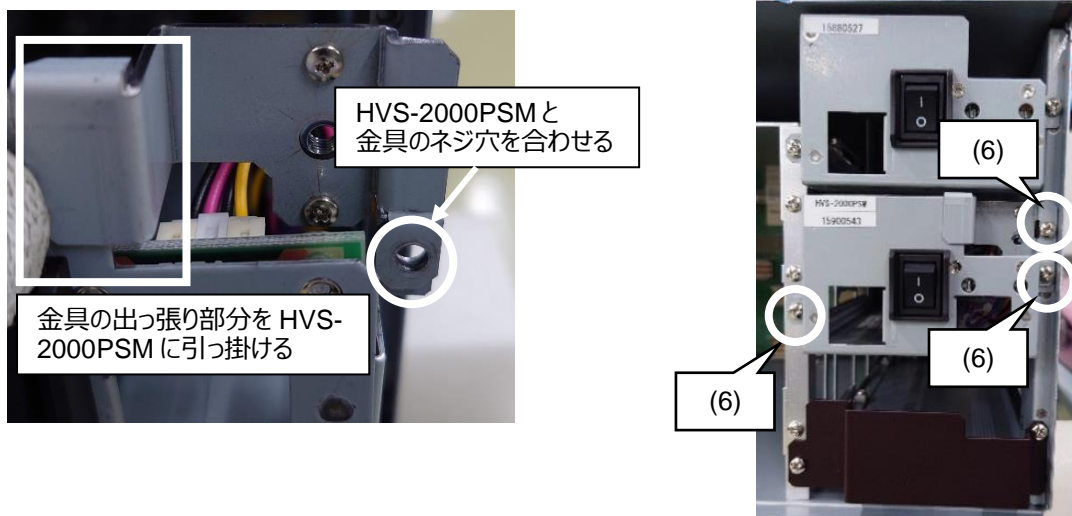 HVS-2000PSMと
金具のネジ穴を合わせる
金具の出っ張り部分を HVS-
2000PSM に引っ掛ける
15880527
I
O
(6)
HVS-2000PSM
15900543
I
O
(6)
(6)